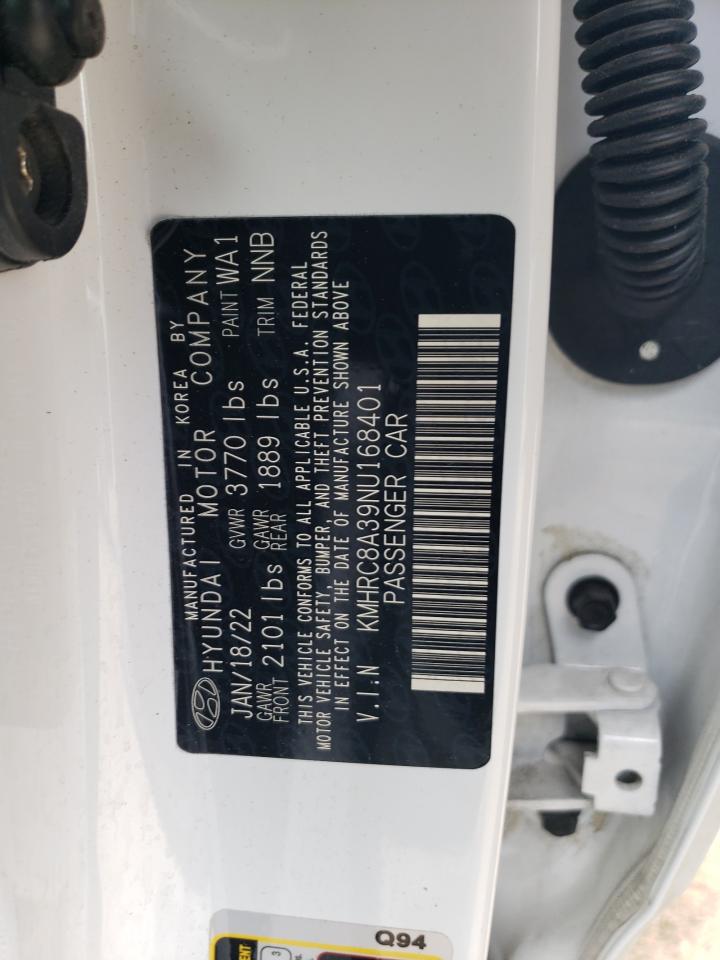 MANUFACTURED IN KOREA BY
HYUNDAI MOTOR COMPANY
JAN/18/22 GVWR 3770 lbs PAINT WA1
GAWR FRONT 2101 lbs GAWR REAR 1889 lbs TRIM NNB
THIS VEHICLE CONFORMS TO ALL APPLICABLE U.S.A. FEDERAL
MOTOR VEHICLE SAFETY, BUMPER, AND THEFT PREVENTION STANDARDS
IN EFFECT ON THE DATE OF MANUFACTURE SHOWN ABOVE
V.I.N KMHRC8A39NU168401
PASSENGER CAR
Q94
3